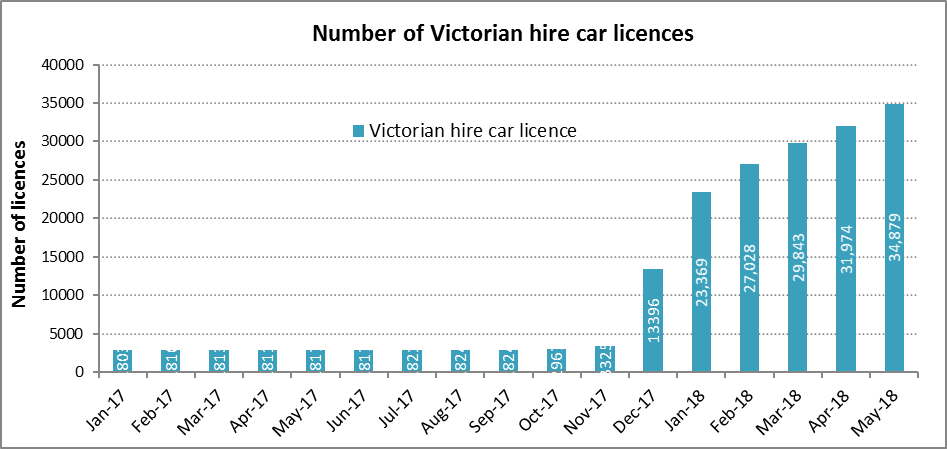 Number of Victorian hire car licences
40000
35000
30000
25000
20000
15000
10000
5000
0
Number of licences
Victorian hire car licence
13396
23,369
27,028
29,843
31,974
34,879
Jan-17
Feb-17
Mar-17
Apr-17
May-17
Jun-17
Jul-17
Aug-17
Sep-17
Oct-17
Nov-17
Dec-17
Jan-18
Feb-18
Mar-18
Apr-18
May-18